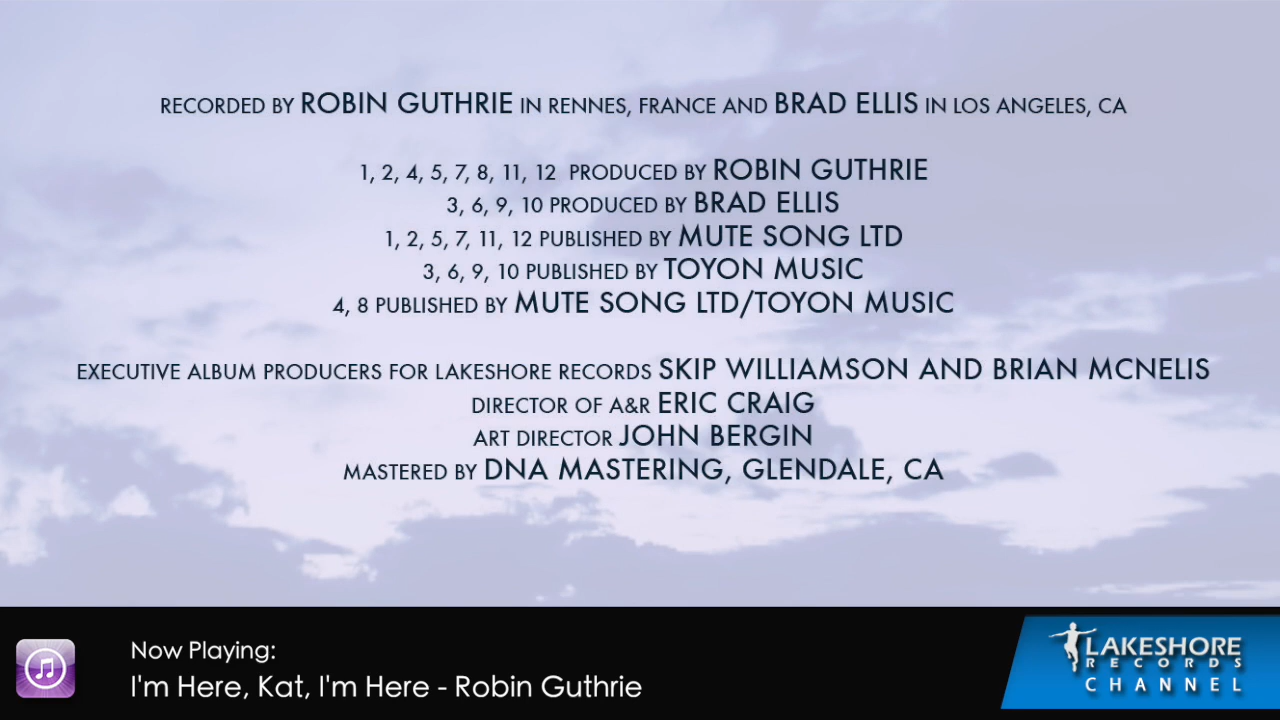 RECORDED BY ROBIN GUTHRIE IN RENNES, FRANCE AND BRAD ELLIS IN LOS ANGELES, CA
1, 2, 4, 5, 7, 8, 11, 12 PRODUCED BY ROBIN GUTHRIE
3, 6, 9, 10 PRODUCED BY BRAD ELLIS
1, 2, 5, 7, 11, 12 PUBLISHED BY MUTE SONG LTD
3, 6, 9, 10 PUBLISHED BY TOYON MUSIC
4, 8 PUBLISHED BY MUTE SONG LTD/TOYON MUSIC
EXECUTIVE ALBUM PRODUCERS FOR LAKESHORE RECORDS SKIP WILLIAMSON AND BRIAN MCNELIS
DIRECTOR OF A&R ERIC CRAIG
ART DIRECTOR JOHN BERGIN
MASTERED BY DNA MASTERING, GLENDALE, CA
Now Playing:
I'm Here, Kat, I'm Here - Robin Guthrie
LAKESHORE
RECORDS
CHANNEL